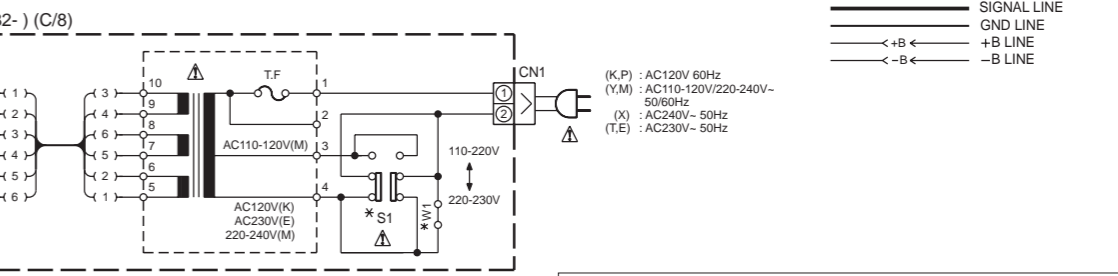 32- ) (C/8)
SIGNAL LINE
GND LINE
+B +B LINE
−B −B LINE
T.F
CN1
1
2
3
4
5
6
3
4
6
5
2
1
10
9
8
7
6
5
1
2
3
4
1
2
AC110-120V(M)
AC120V(K)
AC230V(E)
220-240V(M)
* S1
*W1
110-220V
220-230V
(K,P) : AC120V 60Hz
(Y,M) : AC110-120V/220-240V~
50/60Hz
(X) : AC240V~ 50Hz
(T,E) : AC230V~ 50Hz